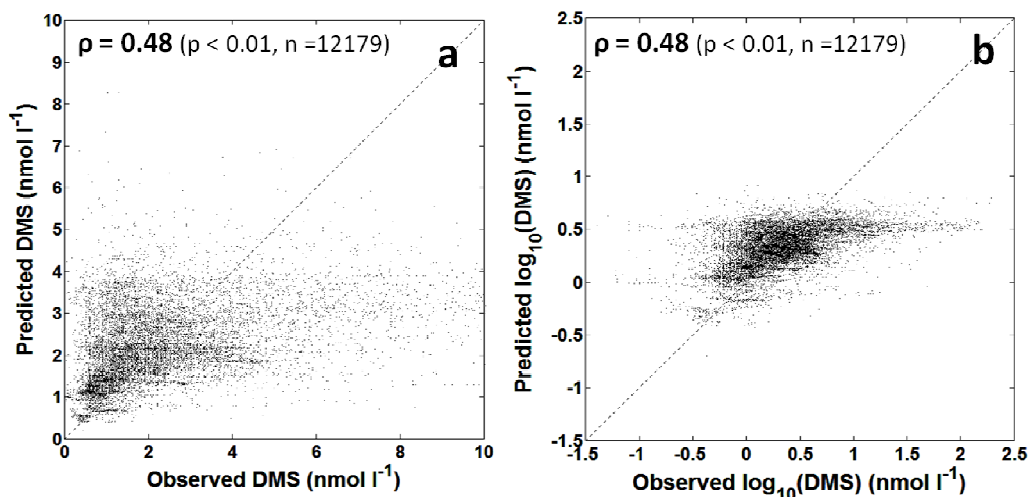 ρ = 0.48 (p < 0.01, n =12179)
a
10
9
8
7
6
5
4
3
2
1
0
Predicted DMS (nmol l⁻¹)
0 2 4 6 8 10
Observed DMS (nmol l⁻¹)
ρ = 0.48 (p < 0.01, n =12179)
b
2.5
2
1.5
1
0.5
0
-0.5
-1
-1.5
Predicted log₁₀(DMS) (nmol l⁻¹)
-1.5 -1 -0.5 0 0.5 1 1.5 2 2.5
Observed log₁₀(DMS) (nmol l⁻¹)